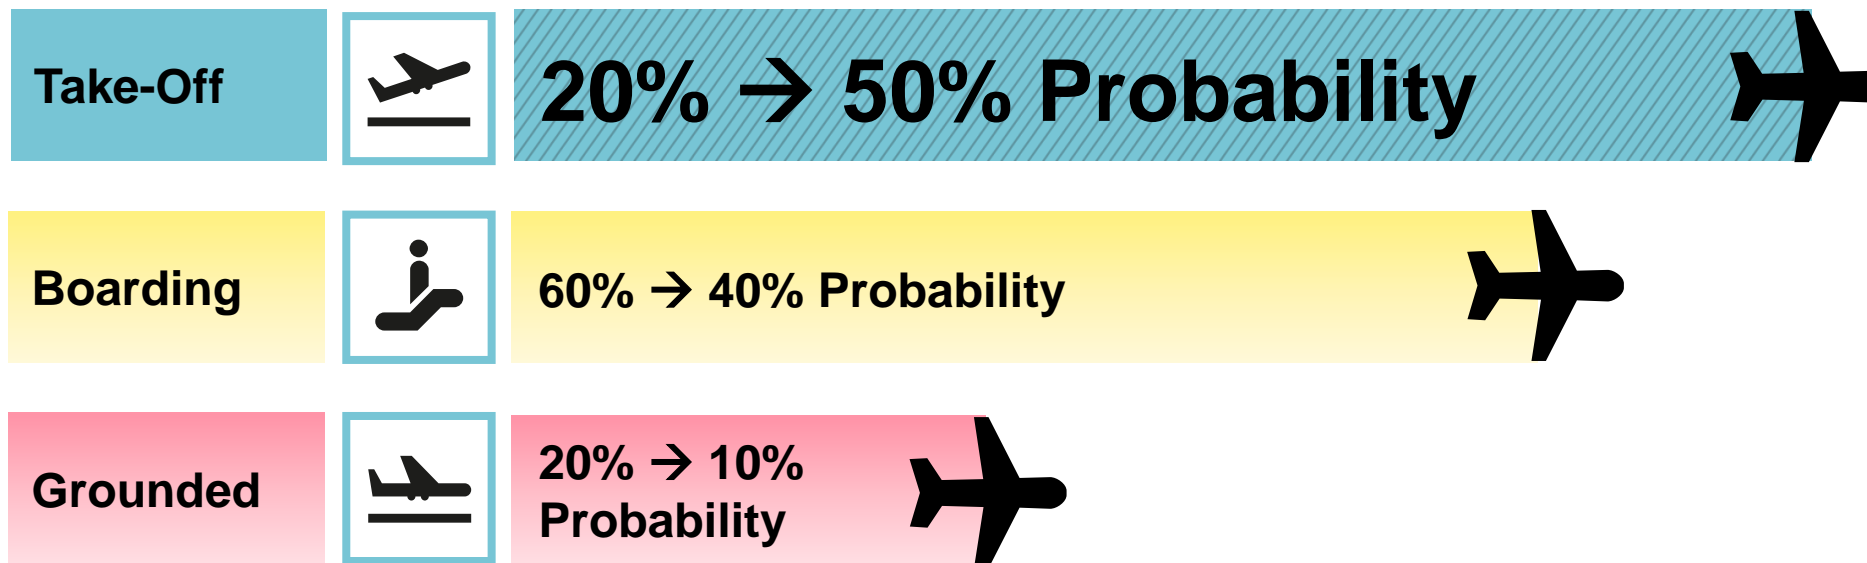 Take-Off
20% → 50% Probability
Boarding
60% → 40% Probability
Grounded
20% → 10%
Probability